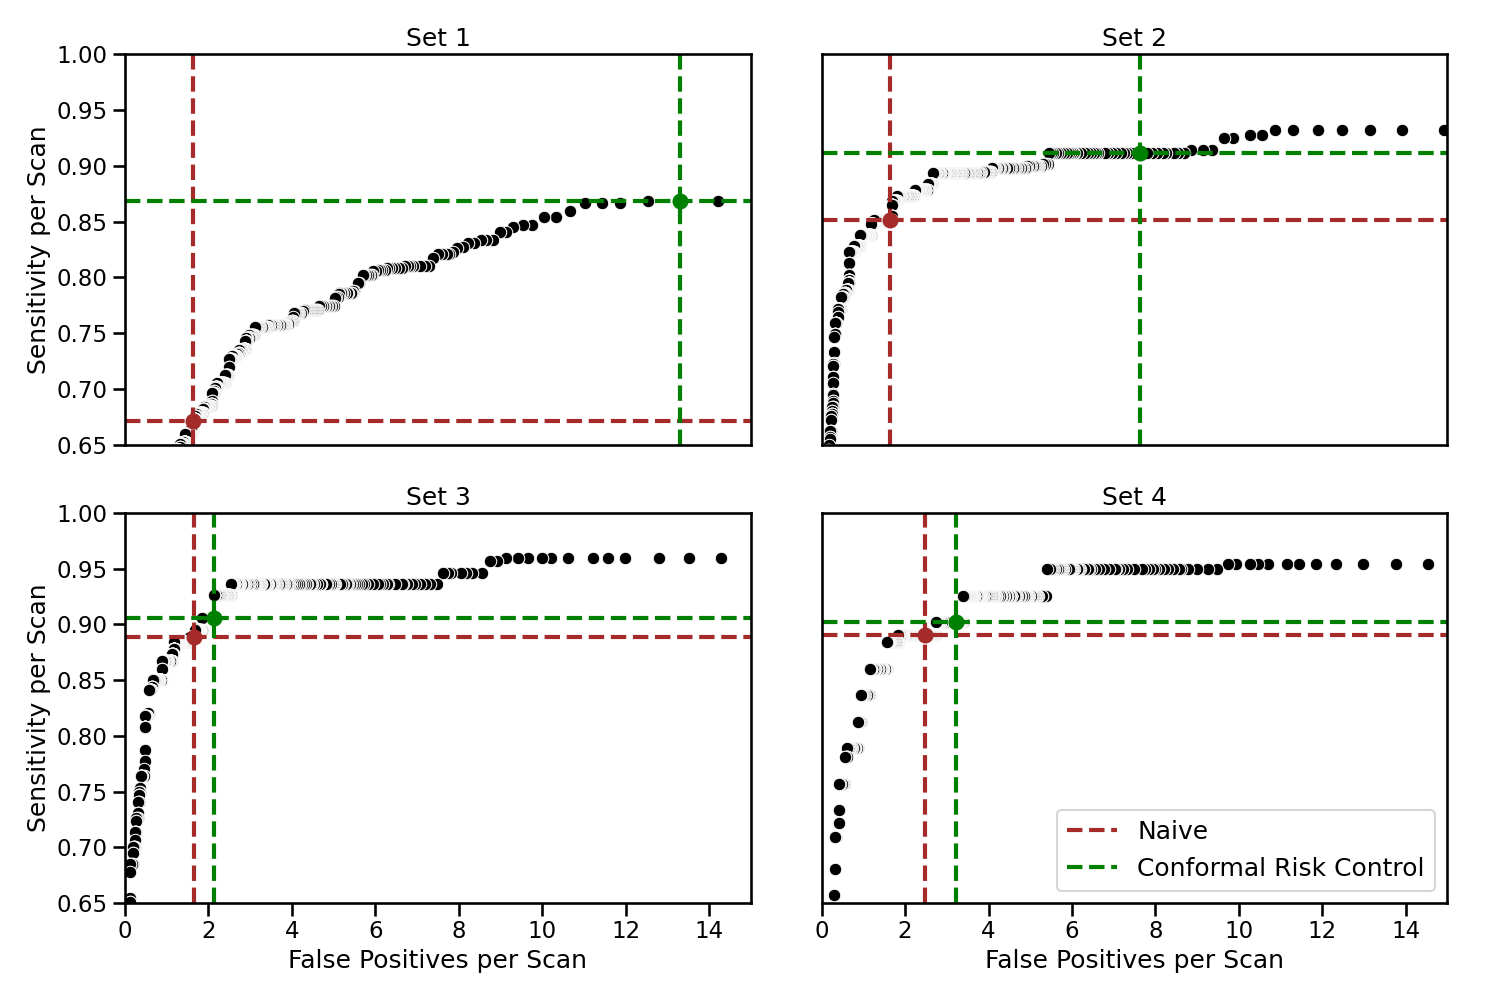 Set 1
Set 2
1.00
0.95
0.90
0.85
0.80
0.75
0.70
0.65
Sensitivity per Scan
Set 3
Set 4
1.00
0.95
0.90
0.85
0.80
0.75
0.70
0.65
Sensitivity per Scan
Naive
Conformal Risk Control
0 2 4 6 8 10 12 14
0 2 4 6 8 10 12 14
False Positives per Scan
False Positives per Scan